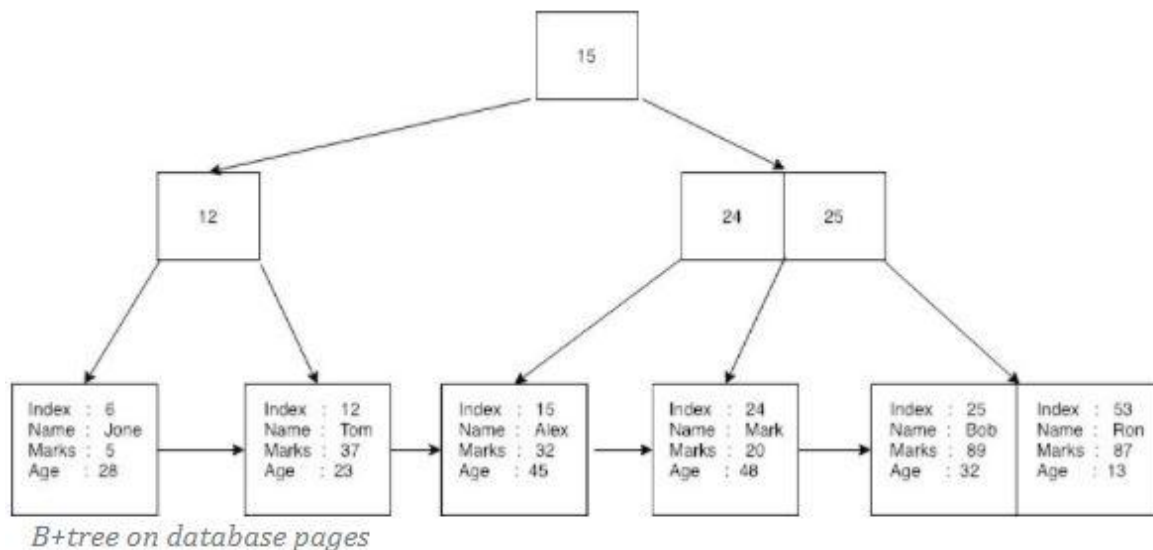 15
12
24
25
Index : 6
Name : Jone
Marks : 5
Age : 28
Index : 12
Name : Tom
Marks : 37
Age : 23
Index : 15
Name : Alex
Marks : 32
Age : 45
Index : 24
Name : Mark
Marks : 20
Age : 48
Index : 25
Name : Bob
Marks : 89
Age : 32
Index : 53
Name : Ron
Marks : 87
Age : 13
B+tree on database pages